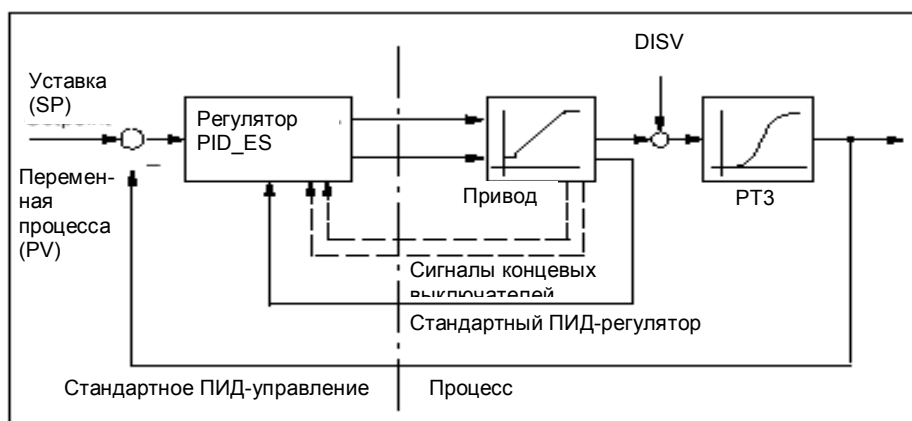 DISV
Уставка
(SP)
Регулятор
PID_ES
Перемен-
ная
процесса
(PV)
Привод
PT3
Сигналы концевых
выключателей
Стандартный ПИД-регулятор
Стандартное ПИД-управление
Процесс